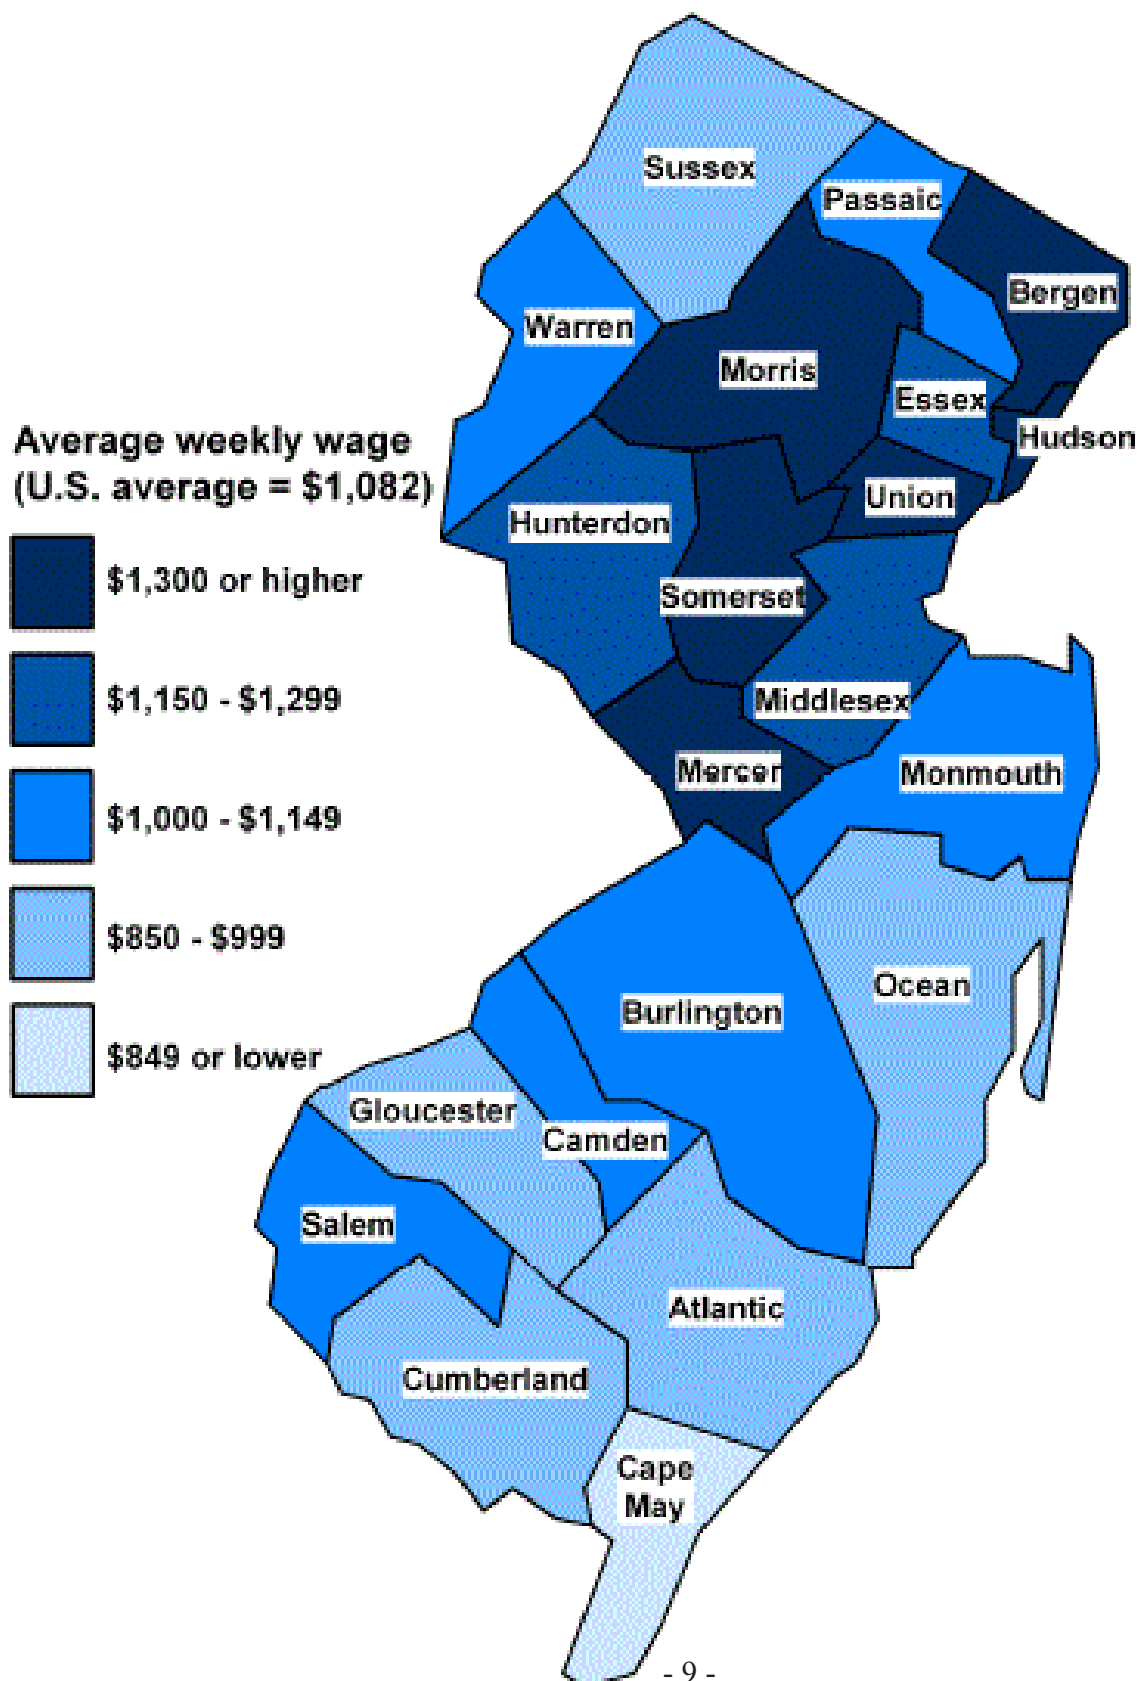 Sussex
Passaic
Bergen
Warren
Morris
Essex
Average weekly wage
Hudson
(U.S. average = $1,082)
Union
Hunterdon
$1,300 or higher
Somerset
$1,150 - $1,299
Middlesex
Mercer
Monmouth
$1,000 - $1,149
$850 - $999
Ocean
Burlington
$849 or lower
Gloucester
Camden
Salem
Atlantic
Cumberland
Cape
May
- 9 -